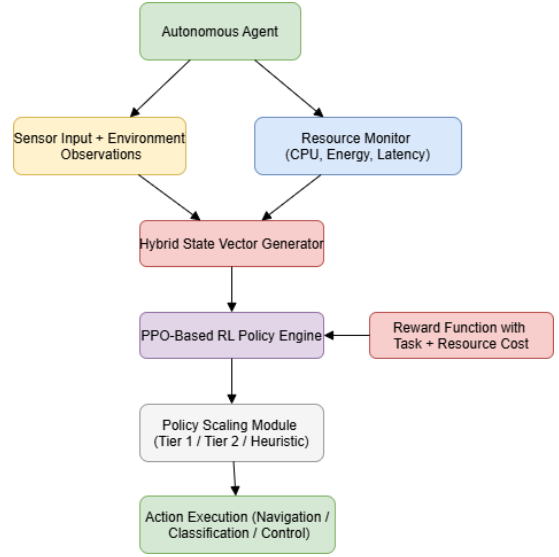 Autonomous Agent
Sensor Input + Environment
Observations
Resource Monitor
(CPU, Energy, Latency)
Hybrid State Vector Generator
PPO-Based RL Policy Engine
Reward Function with
Task + Resource Cost
Policy Scaling Module
(Tier 1 / Tier 2 / Heuristic)
Action Execution (Navigation /
Classification / Control)